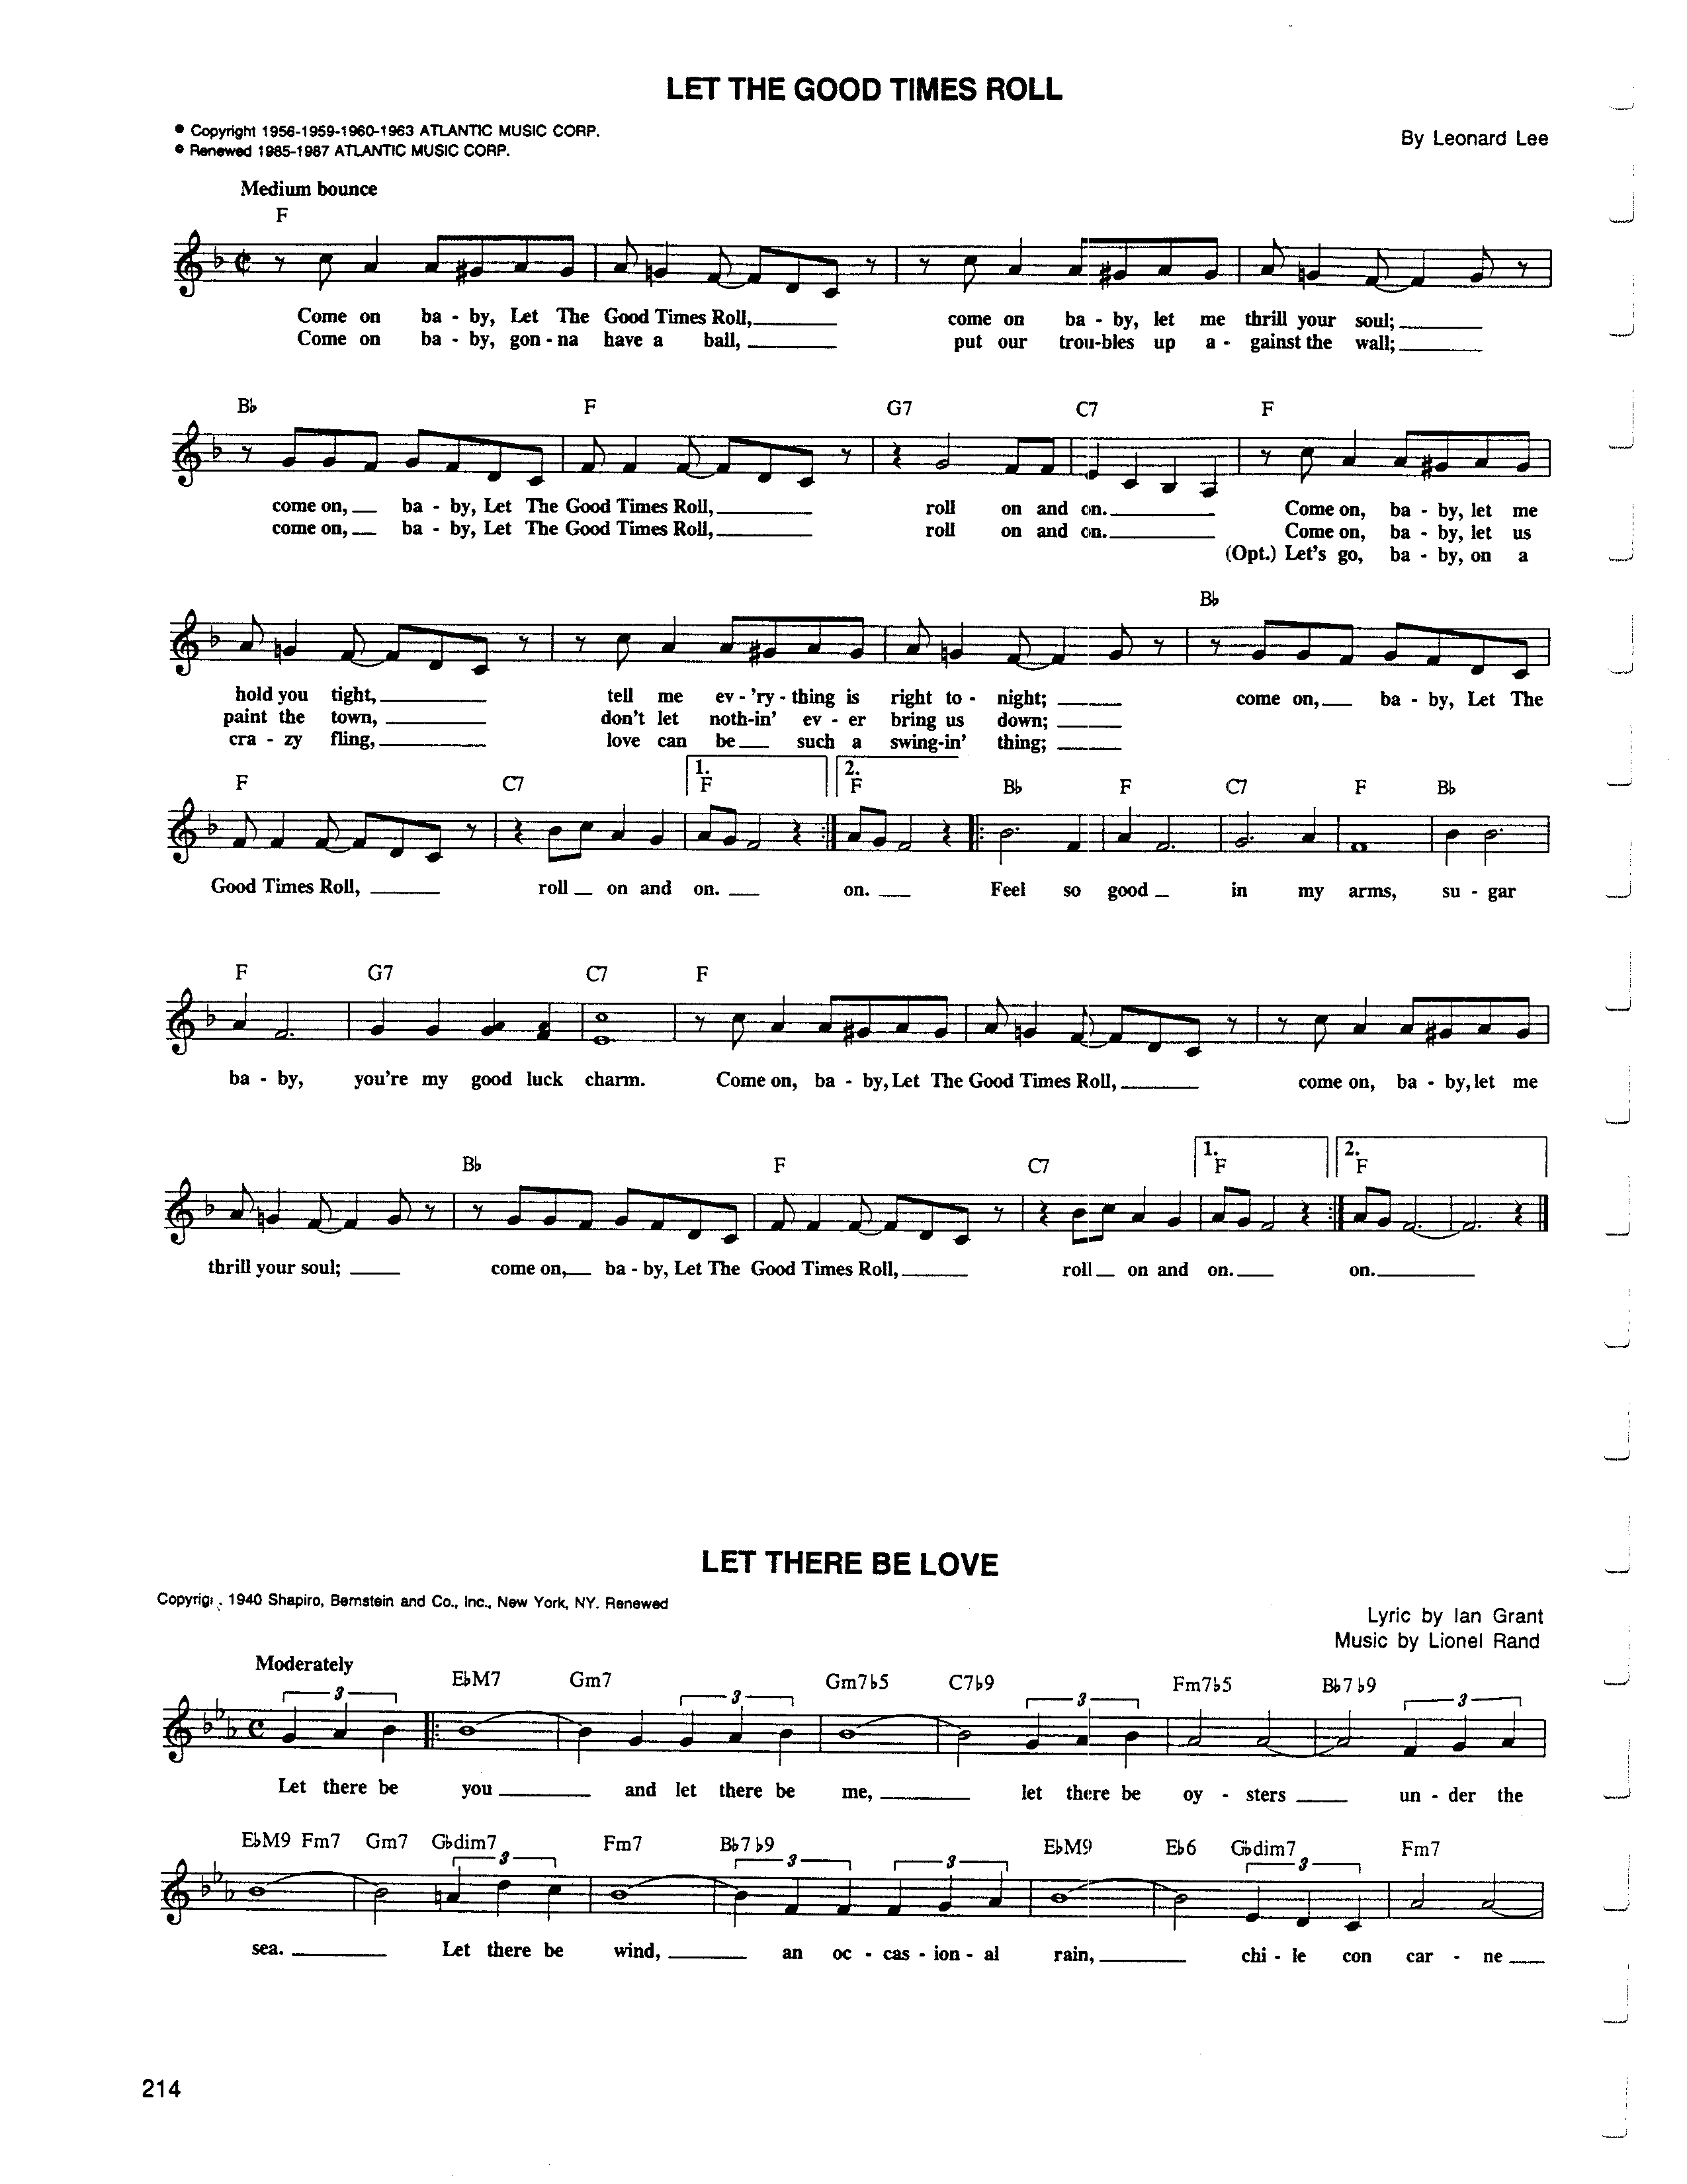 LET THE GOOD TIMES ROLL
Copyright 1956-1959-1960-1963 ATLANTIC MUSIC CORP.
Renewed 1985-1987 ATLANTIC MUSIC CORP.
By Leonard Lee
Medium bounce
F
Come on ba - by, Let The Good Times Roll, come on ba - by, let me thrill your soul;
Come on ba - by, gon - na have a ball, put our trou-bles up a - gainst the wall;
B♭ F G7 C7 F
come on, ba - by, Let The Good Times Roll, roll on and on. Come on, ba - by, let me
come on, ba - by, Let The Good Times Roll, roll on and on. Come on, ba - by, let us
(Opt.) Let's go, ba - by, on a
B♭
hold you tight, tell me ev-'ry-thing is right to - night; come on, ba - by, Let The
paint the town, don't let noth-in' ev - er bring us down;
cra - zy fling, love can be such a swing-in' thing;
1. 2.
F C7 F F B♭ F C7 F B♭
Good Times Roll, roll on and on. on. Feel so good in my arms, su - gar
F G7 C7 F
ba - by, you're my good luck charm. Come on, ba - by, Let The Good Times Roll, come on, ba - by, let me
1. 2.
B♭ F C7 F F
thrill your soul; come on, ba - by, Let The Good Times Roll, roll on and on. on.
LET THERE BE LOVE
1940 Shapiro, Bernstein and Co., Inc., New York, NY. Renewed
Lyric by Ian Grant
Music by Lionel Rand
Moderately
E♭M7 Gm7 Gm7♭5 C7♭9 Fm7♭5 B♭7♭9
3 3 3 3
Let there be you and let there be me, let there be oy - sters un - der the
E♭M9 Fm7 Gm7 G♭dim7 Fm7 B♭7♭9 E♭M9 E♭6 G♭dim7 Fm7
3 3 3 3
sea. Let there be wind, an oc - cas - ion - al rain, chi - le con car - ne
214